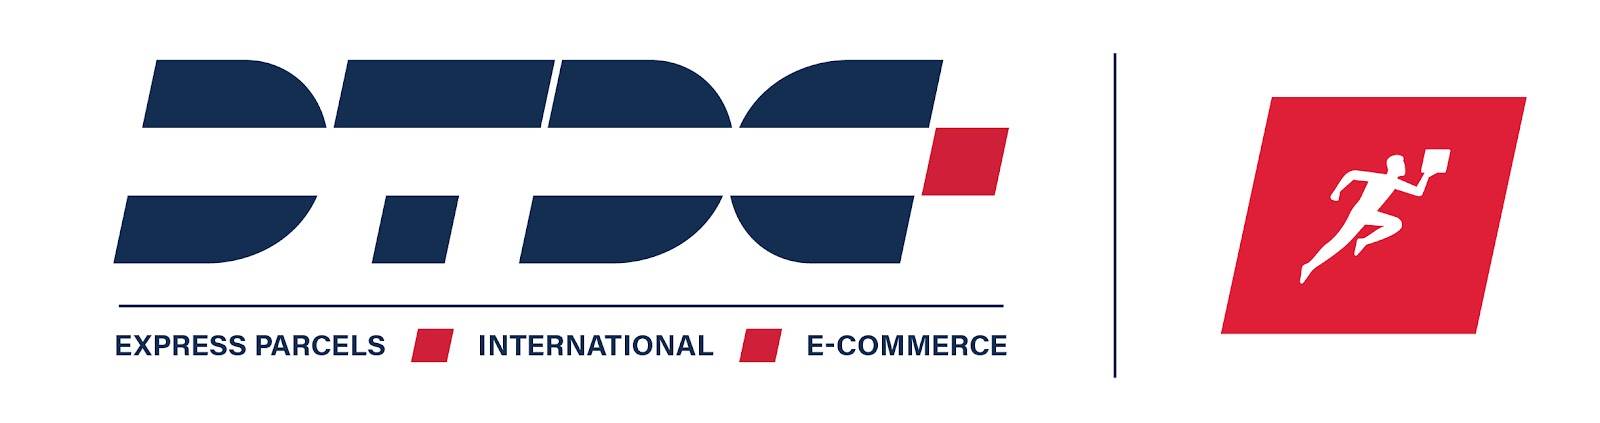 DTDC
EXPRESS PARCELS INTERNATIONAL E-COMMERCE